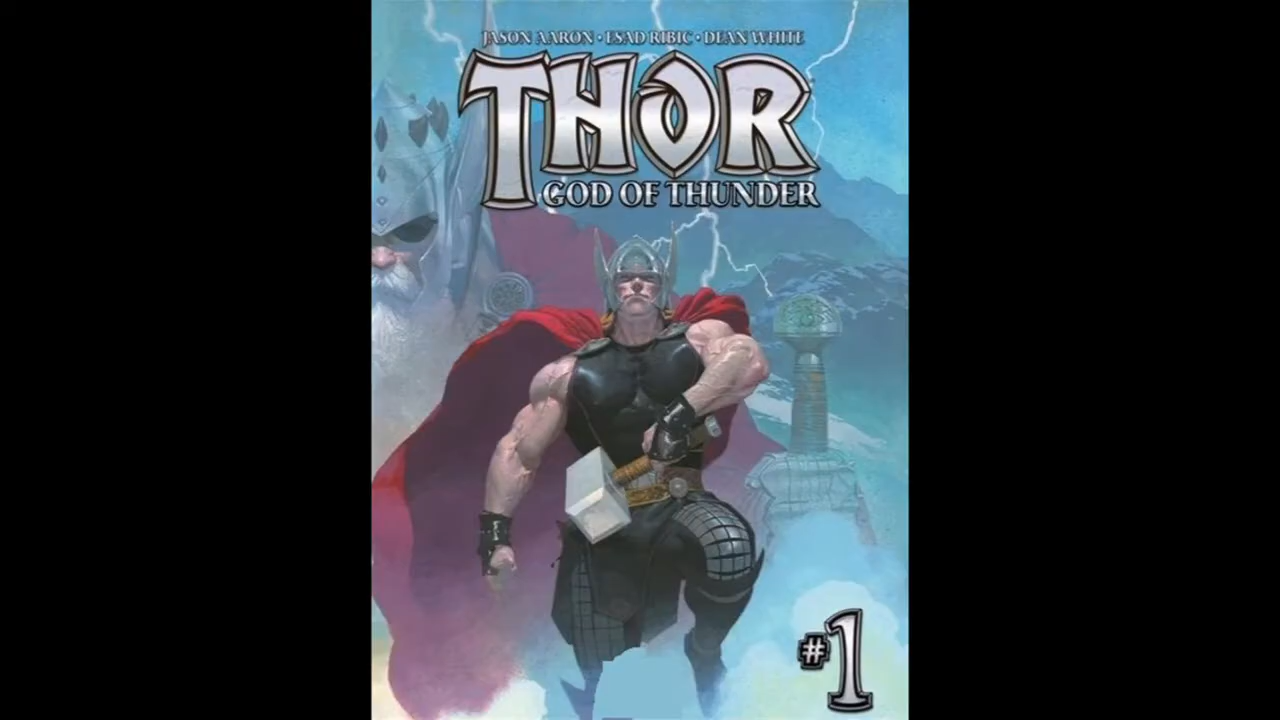 JASON AARON • ESAD RIBIC • DEAN WHITE
THOR
GOD OF THUNDER
#1